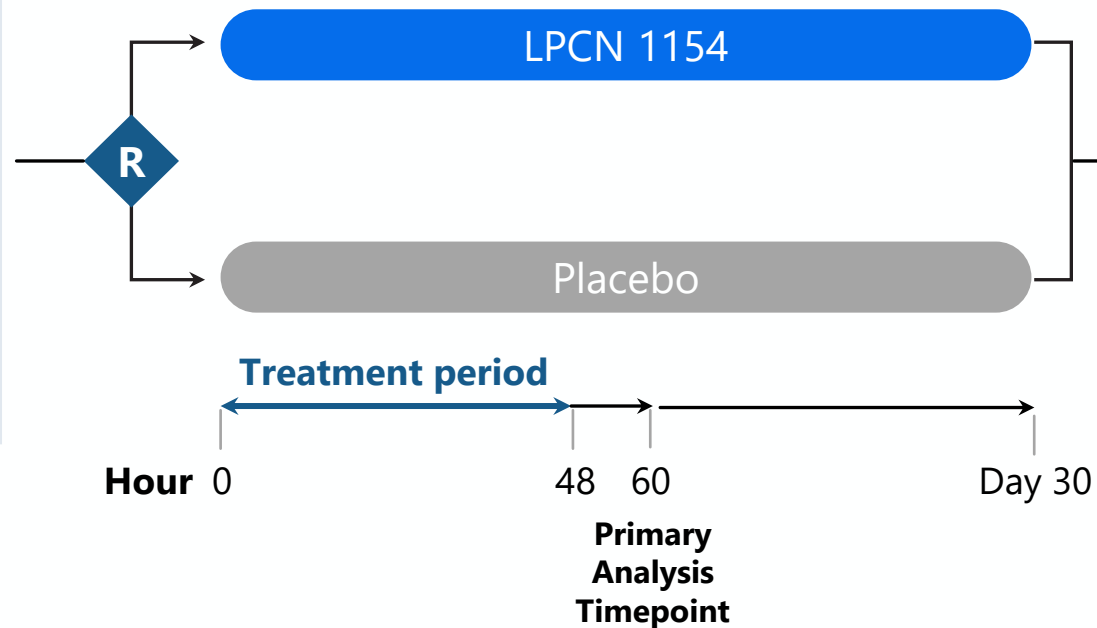 LPCN 1154
R
Placebo
Treatment period
Hour 0 48 60 Day 30
Primary
Analysis
Timepoint